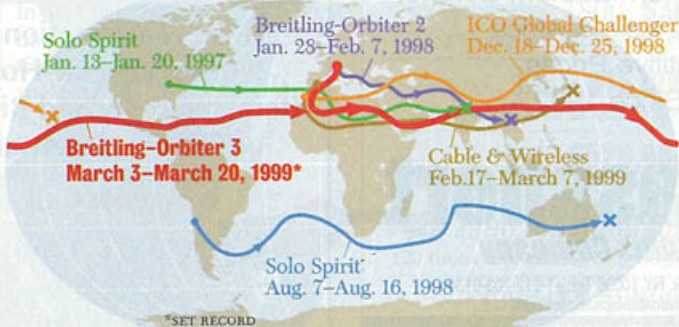 Solo Spirit
Jan. 13–Jan. 20, 1997
Breitling–Orbiter 2
Jan. 28–Feb. 7, 1998
ICO Global Challenger
Dec. 18–Dec. 25, 1998
Breitling–Orbiter 3
March 3–March 20, 1999*
Cable & Wireless
Feb.17–March 7, 1999
Solo Spirit
Aug. 7–Aug. 16, 1998
*SET RECORD